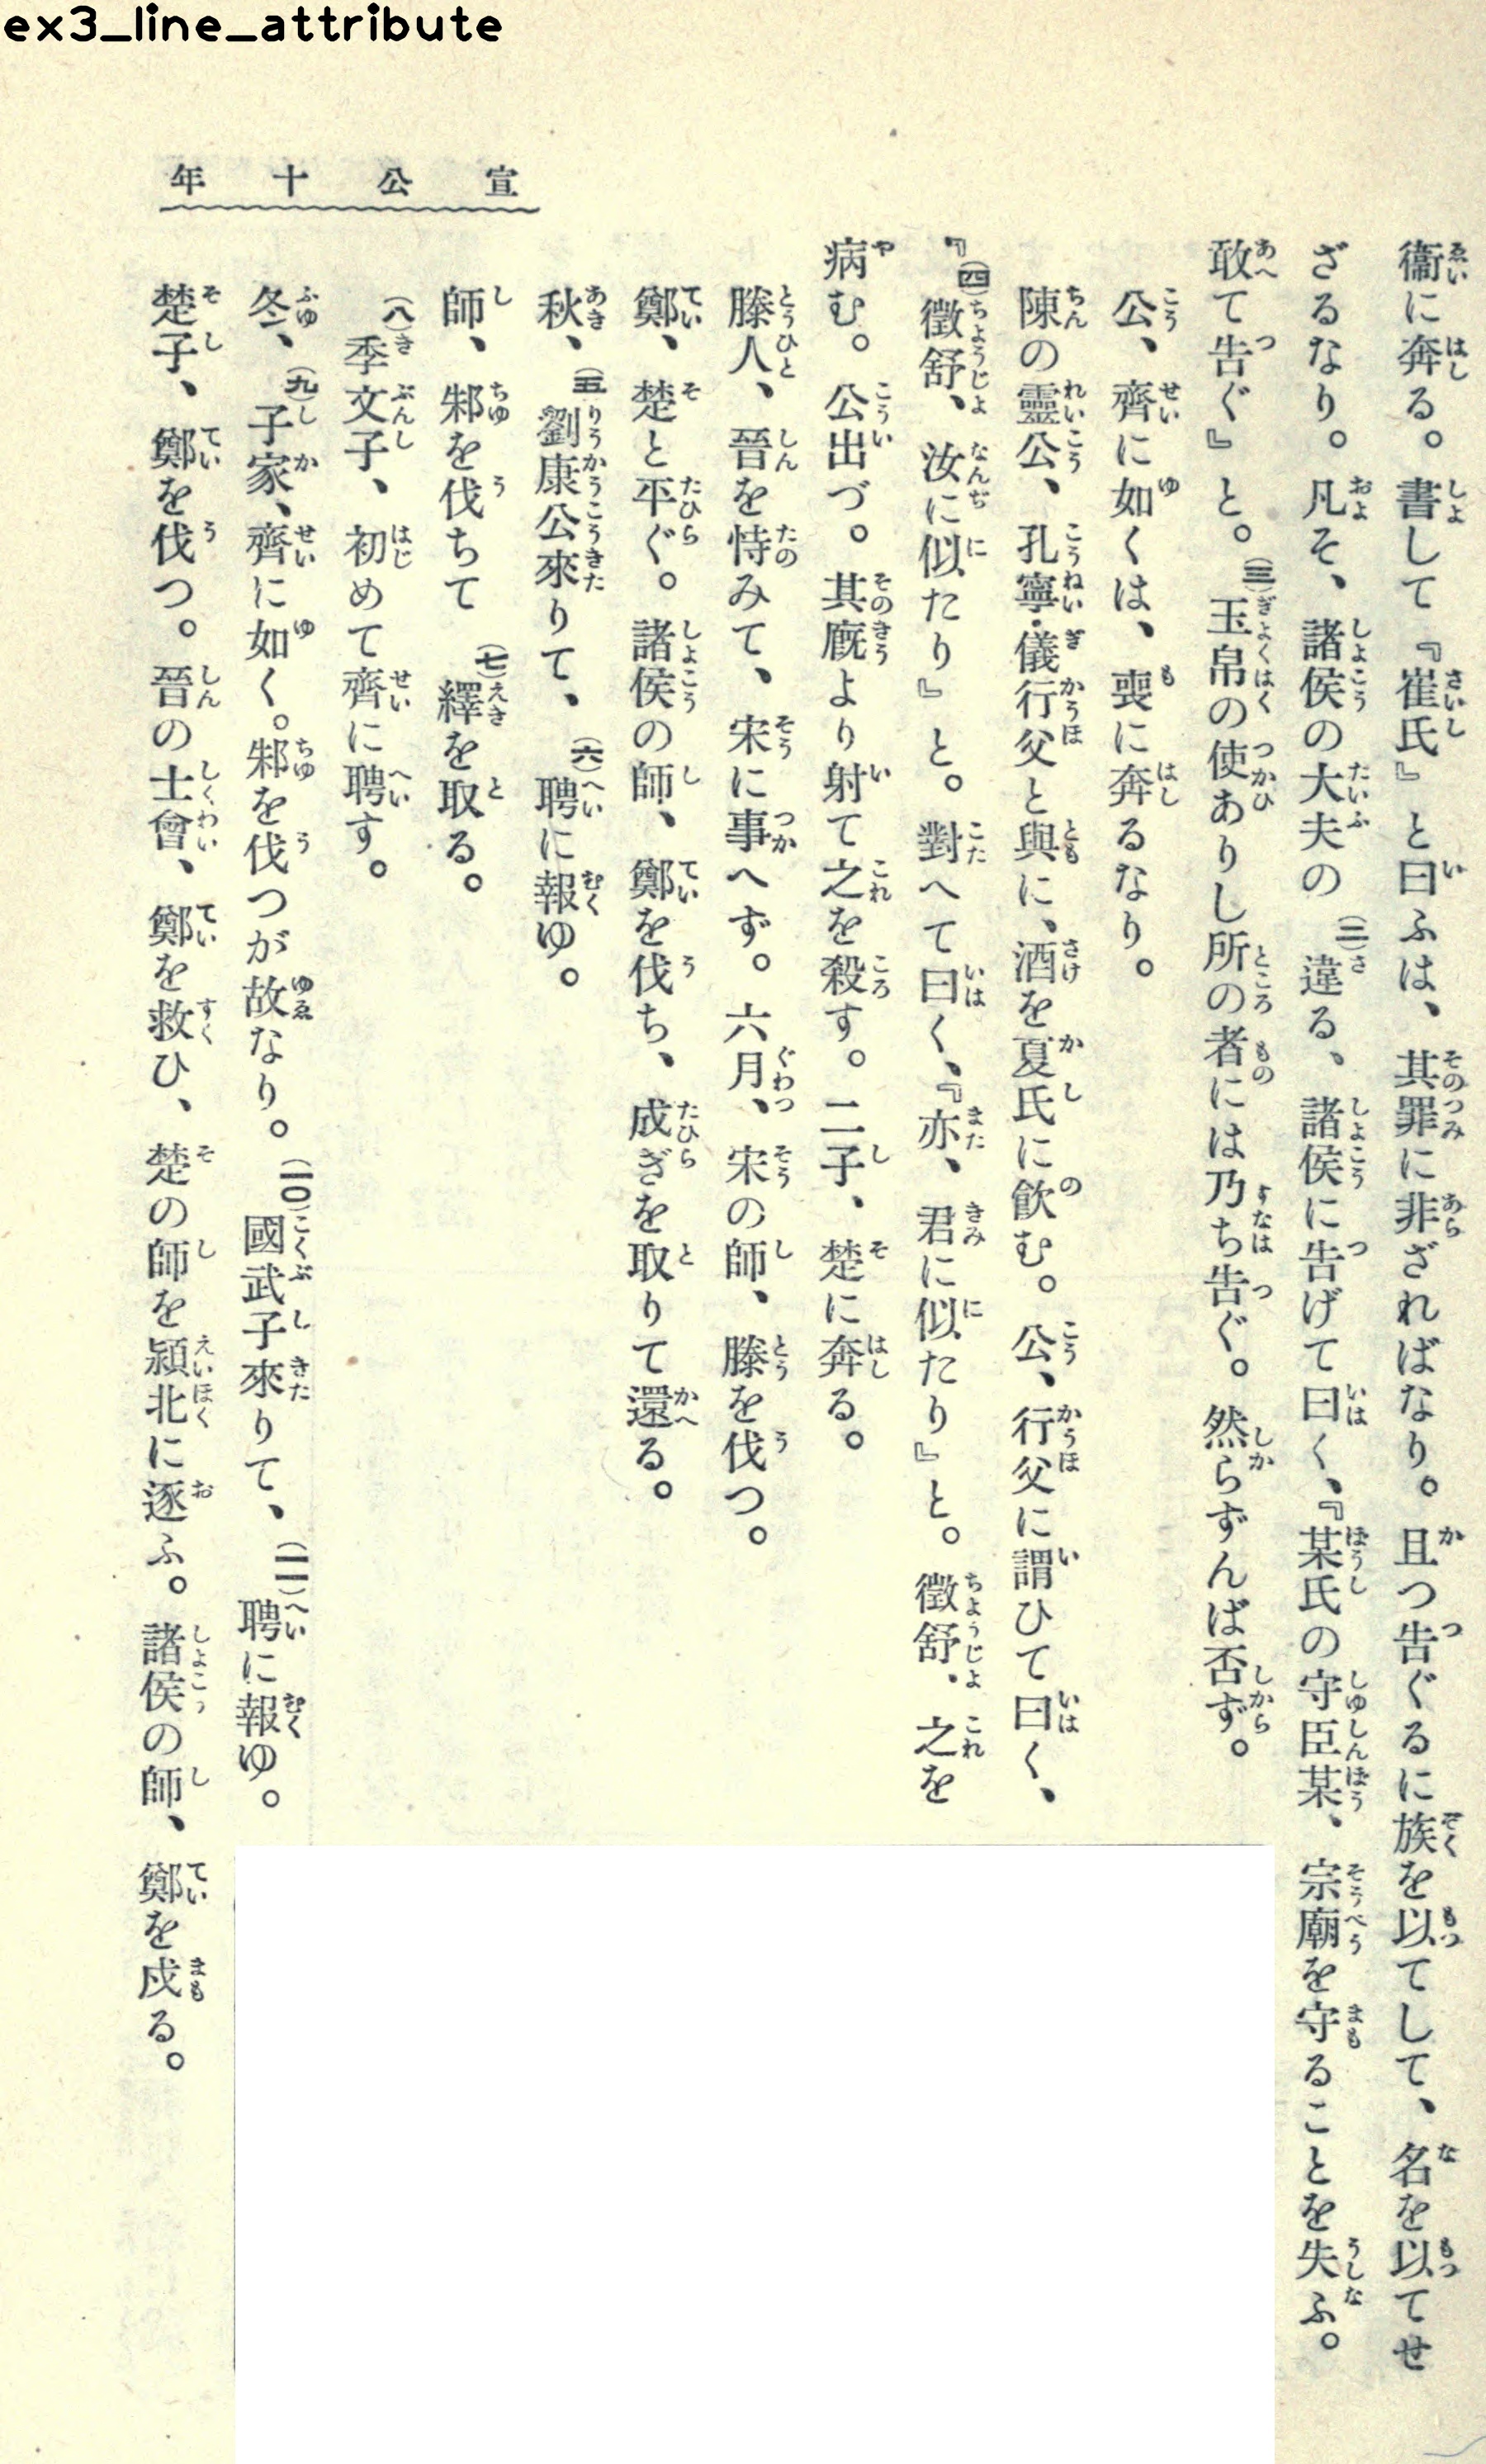 ex3_line_attribute
宣公十年
衞に奔る。書して『崔氏』と曰ふは、其罪に非ざればなり。且つ告ぐるに族を以てして、名を以てせ
ざるなり。凡そ、諸侯の大夫の㈡違る、諸侯に告げて曰く、『某氏の守臣某、宗廟を守ることを失ふ。
敢て告ぐ』と。㈢玉帛の使ありし所の者には乃ち告ぐ。然らずんば否ず。
公、齊に如くは、喪に奔るなり。
陳の靈公、孔寧・儀行父と與に、酒を夏氏に飮む。公、行父に謂ひて曰く、
『㈣徵舒、汝に似たり』と。對へて曰く、『亦、君に似たり』と。徵舒、之を
病む。公出づ。其廐より射て之を殺す。二子、楚に奔る。
滕人、晉を恃みて、宋に事へず。六月、宋の師、滕を伐つ。
鄭、楚と平ぐ。諸侯の師、鄭を伐ち、成ぎを取りて還る。
秋、㈤劉康公來りて、㈥聘に報ゆ。
師、邾を伐ちて㈦繹を取る。
㈧季文子、初めて齊に聘す。
冬、㈨子家、齊に如く。邾を伐つが故なり。(一〇)國武子來りて、(一一)聘に報ゆ。
楚子、鄭を伐つ。晉の士會、鄭を救ひ、楚の師を潁北に逐ふ。諸侯の師、鄭を戍る。